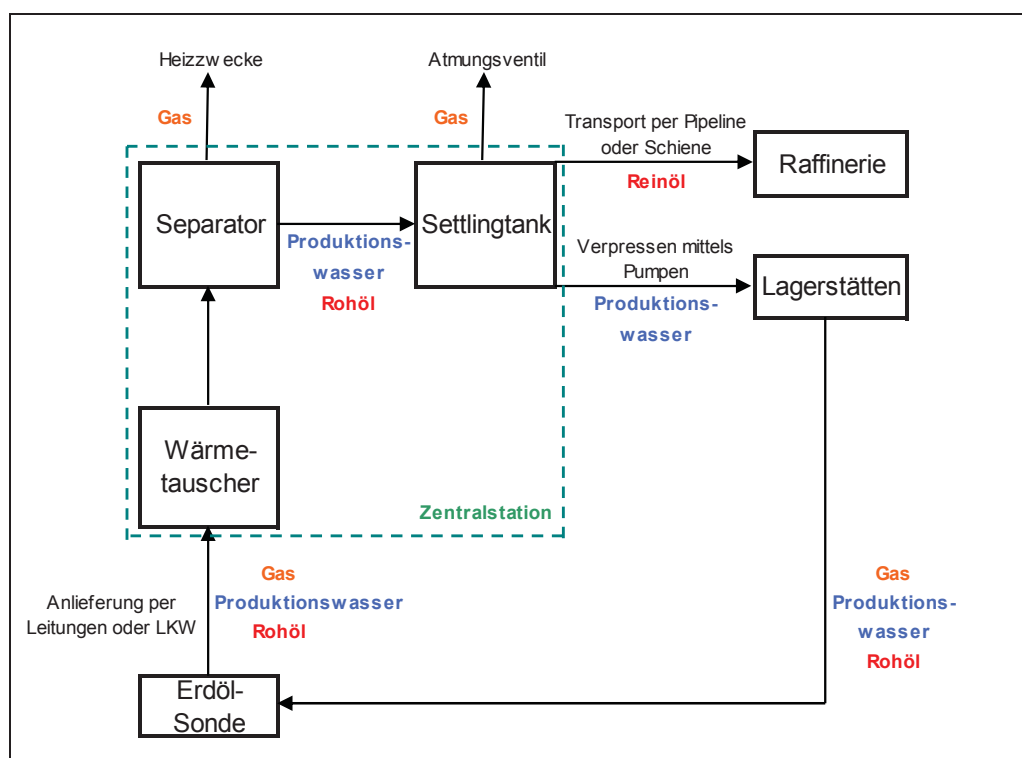 Heizzwecke
Atmungsventil
Gas
Gas
Transport per Pipeline
oder Schiene
Reinöl
Raffinerie
Separator
Produktions-
wasser
Rohöl
Settlingtank
Verpressen mittels
Pumpen
Produktions-
wasser
Lagerstätten
Wärme-
tauscher
Zentralstation
Anlieferung per
Leitungen oder LKW
Gas
Produktionswasser
Rohöl
Gas
Produktions-
wasser
Rohöl
Erdöl-
Sonde